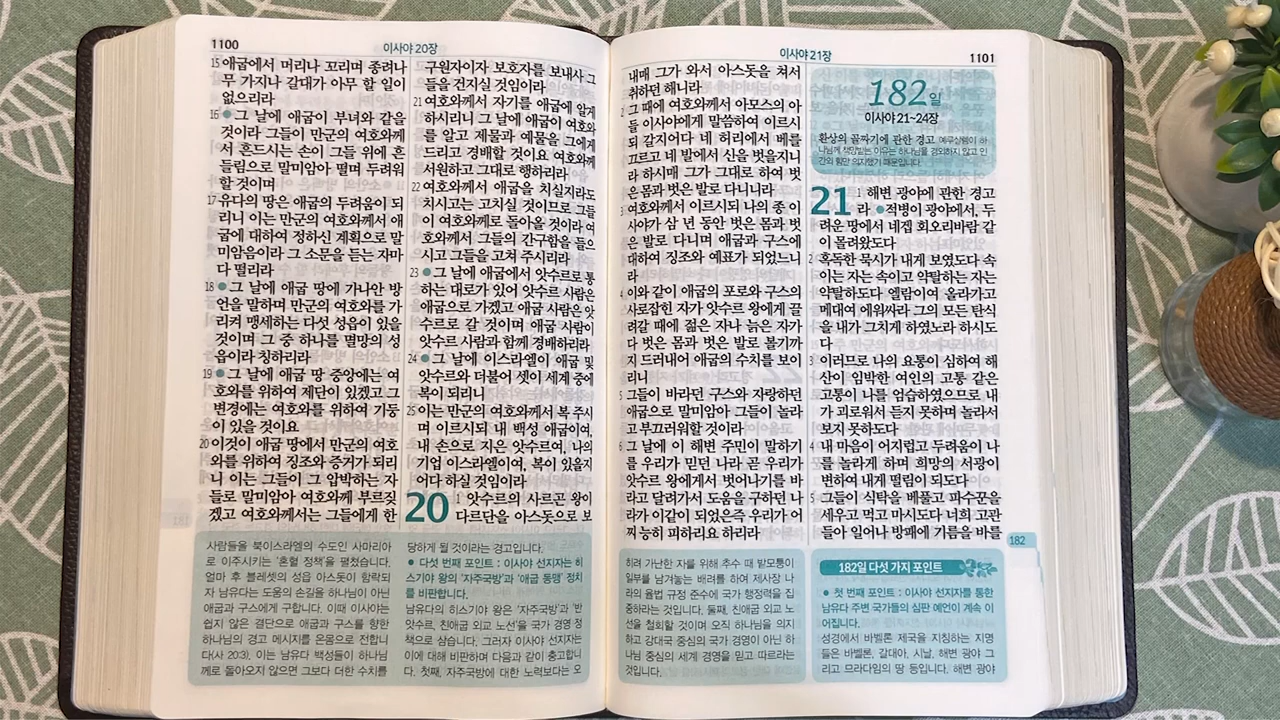 1100
이사야 20장
15 애굽에서 머리나 꼬리며 종려나
무 가지나 갈대가 아무 할 일이
없으리라
16 ●그 날에 애굽이 부녀와 같을
것이라 그들이 만군의 여호와께
서 흔드시는 손이 그들 위에 흔
들림으로 말미암아 떨며 두려워
할 것이며
17 유다의 땅은 애굽의 두려움이 되
리니 이는 만군의 여호와께서 애
굽에 대하여 정하신 계획으로 말
미암음이라 그 소문을 듣는 자마
다 떨리라
18 ●그 날에 애굽 땅에 가나안 방
언을 말하며 만군의 여호와를 가
리켜 맹세하는 다섯 성읍이 있을
것이며 그 중 하나를 멸망의 성
읍이라 칭하리라
19 ●그 날에 애굽 땅 중앙에는 여
호와를 위하여 제단이 있겠고 그
변경에는 여호와를 위하여 기둥
이 있을 것이요
20 이것이 애굽 땅에서 만군의 여호
와를 위하여 징조와 증거가 되리
니 이는 그들이 그 압박하는 자
들로 말미암아 여호와께 부르짖
겠고 여호와께서는 그들에게 한
구원자이자 보호자를 보내사 그
들을 건지실 것임이라
21 여호와께서 자기를 애굽에 알게
하시리니 그 날에 애굽이 여호와
를 알고 제물과 예물을 그에게
드리고 경배할 것이요 여호와께
서원하고 그대로 행하리라
22 여호와께서 애굽을 치실지라도
치시고는 고치실 것이므로 그들
이 여호와께로 돌아올 것이라 여
호와께서 그들의 간구함을 들으
시고 그들을 고쳐 주시리라
23 ●그 날에 애굽에서 앗수르로 통
하는 대로가 있어 앗수르 사람은
애굽으로 가겠고 애굽 사람은 앗
수르로 갈 것이며 애굽 사람이
앗수르 사람과 함께 경배하리라
24 ●그 날에 이스라엘이 애굽 및
앗수르와 더불어 셋이 세계 중에
복이 되리니
25 이는 만군의 여호와께서 복 주시
며 이르시되 내 백성 애굽이여,
내 손으로 지은 앗수르여, 나의
기업 이스라엘이여, 복이 있을지
어다 하실 것임이라
20 1 앗수르의 사르곤 왕이
다르단을 아스돗으로 보
사람들을 북이스라엘의 수도인 사마리아
로 이주시키는 '혼혈 정책'을 펼쳤습니다.
얼마 후 블레셋의 성읍 아스돗이 함락되
자 남유다는 도움의 손길을 하나님이 아닌
애굽과 구스에게 구합니다. 이때 이사야는
쉽지 않은 결단으로 애굽과 구스를 향한
하나님의 경고 메시지를 온몸으로 전합니
다(사 20:3). 이는 남유다 백성들이 하나님
께로 돌아오지 않으면 그보다 더한 수치를
당하게 될 것이라는 경고입니다.
● 다섯 번째 포인트 : 이사야 선지자는 히
스기야 왕의 '자주국방'과 '애굽 동맹' 정치
를 비판합니다.
남유다의 히스기야 왕은 '자주국방'과 '반
앗수르, 친애굽 외교 노선'을 국가 경영 정
책으로 삼습니다. 그러자 이사야 선지자는
이에 대해 비판하며 다음과 같이 충고합니
다. 첫째, 자주국방에 대한 노력보다는 오
이사야 21장
1101
내매 그가 와서 아스돗을 쳐서
취하던 해니라
2 그 때에 여호와께서 아모스의 아
들 이사야에게 말씀하여 이르시
되 갈지어다 네 허리에서 베를
끄르고 네 발에서 신을 벗을지니
라 하시매 그가 그대로 하여 벗
은 몸과 벗은 발로 다니니라
3 여호와께서 이르시되 나의 종 이
사야가 삼 년 동안 벗은 몸과 벗
은 발로 다니며 애굽과 구스에
대하여 징조와 예표가 되었느니
라
4 이와 같이 애굽의 포로와 구스의
사로잡힌 자가 앗수르 왕에게 끌
려갈 때에 젊은 자나 늙은 자가
다 벗은 몸과 벗은 발로 볼기까
지 드러내어 애굽의 수치를 보이
리니
5 그들이 바라던 구스와 자랑하던
애굽으로 말미암아 그들이 놀라
고 부끄러워할 것이라
6 그 날에 이 해변 주민이 말하기
를 우리가 믿던 나라 곧 우리가
앗수르 왕에게서 벗어나기를 바
라고 달려가서 도움을 구하던 나
라가 이같이 되었은즉 우리가 어
찌 능히 피하리요 하리라
182일
이사야 21~24장
환상의 골짜기에 관한 경고 예루살렘이 하
나님께 책망받는 이유는 하나님을 경외하지 않고 인
간의 힘만 의지했기 때문입니다.
21 1 해변 광야에 관한 경고
라 ●적병이 광야에서, 두
려운 땅에서 네겝 회오리바람 같
이 몰려왔도다
2 혹독한 묵시가 내게 보였도다 속
이는 자는 속이고 약탈하는 자는
약탈하도다 엘람이여 올라가고
메대여 에워싸라 그의 모든 탄식
을 내가 그치게 하였노라 하시도
다
3 이러므로 나의 요통이 심하여 해
산이 임박한 여인의 고통 같은
고통이 나를 엄습하였으므로 내
가 괴로워서 듣지 못하며 놀라서
보지 못하도다
4 내 마음이 어지럽고 두려움이 나
를 놀라게 하며 희망의 서광이
변하여 내게 떨림이 되도다
5 그들이 식탁을 베풀고 파수꾼을
세우고 먹고 마시도다 너희 고관
들아 일어나 방패에 기름을 바를
182
히려 가난한 자를 위해 추수 때 밭모퉁이
일부를 남겨놓는 배려를 하여 제사장 나
라의 율법 규정 준수에 국가 행정력을 집
중하라는 것입니다. 둘째, 친애굽 외교 노
선을 철회할 것이며 오직 하나님을 의지
하고 강대국 중심의 국가 경영이 아닌 하
나님 중심의 세계 경영을 믿고 따르라는
것입니다.
182일 다섯 가지 포인트
● 첫 번째 포인트 : 이사야 선지자를 통한
남유다 주변 국가들의 심판 예언이 계속 이
어집니다.
성경에서 바벨론 제국을 지칭하는 지명
들은 바벨론, 갈대아, 시날, 해변 광야 그
리고 므라다임의 땅 등입니다. 해변 광야